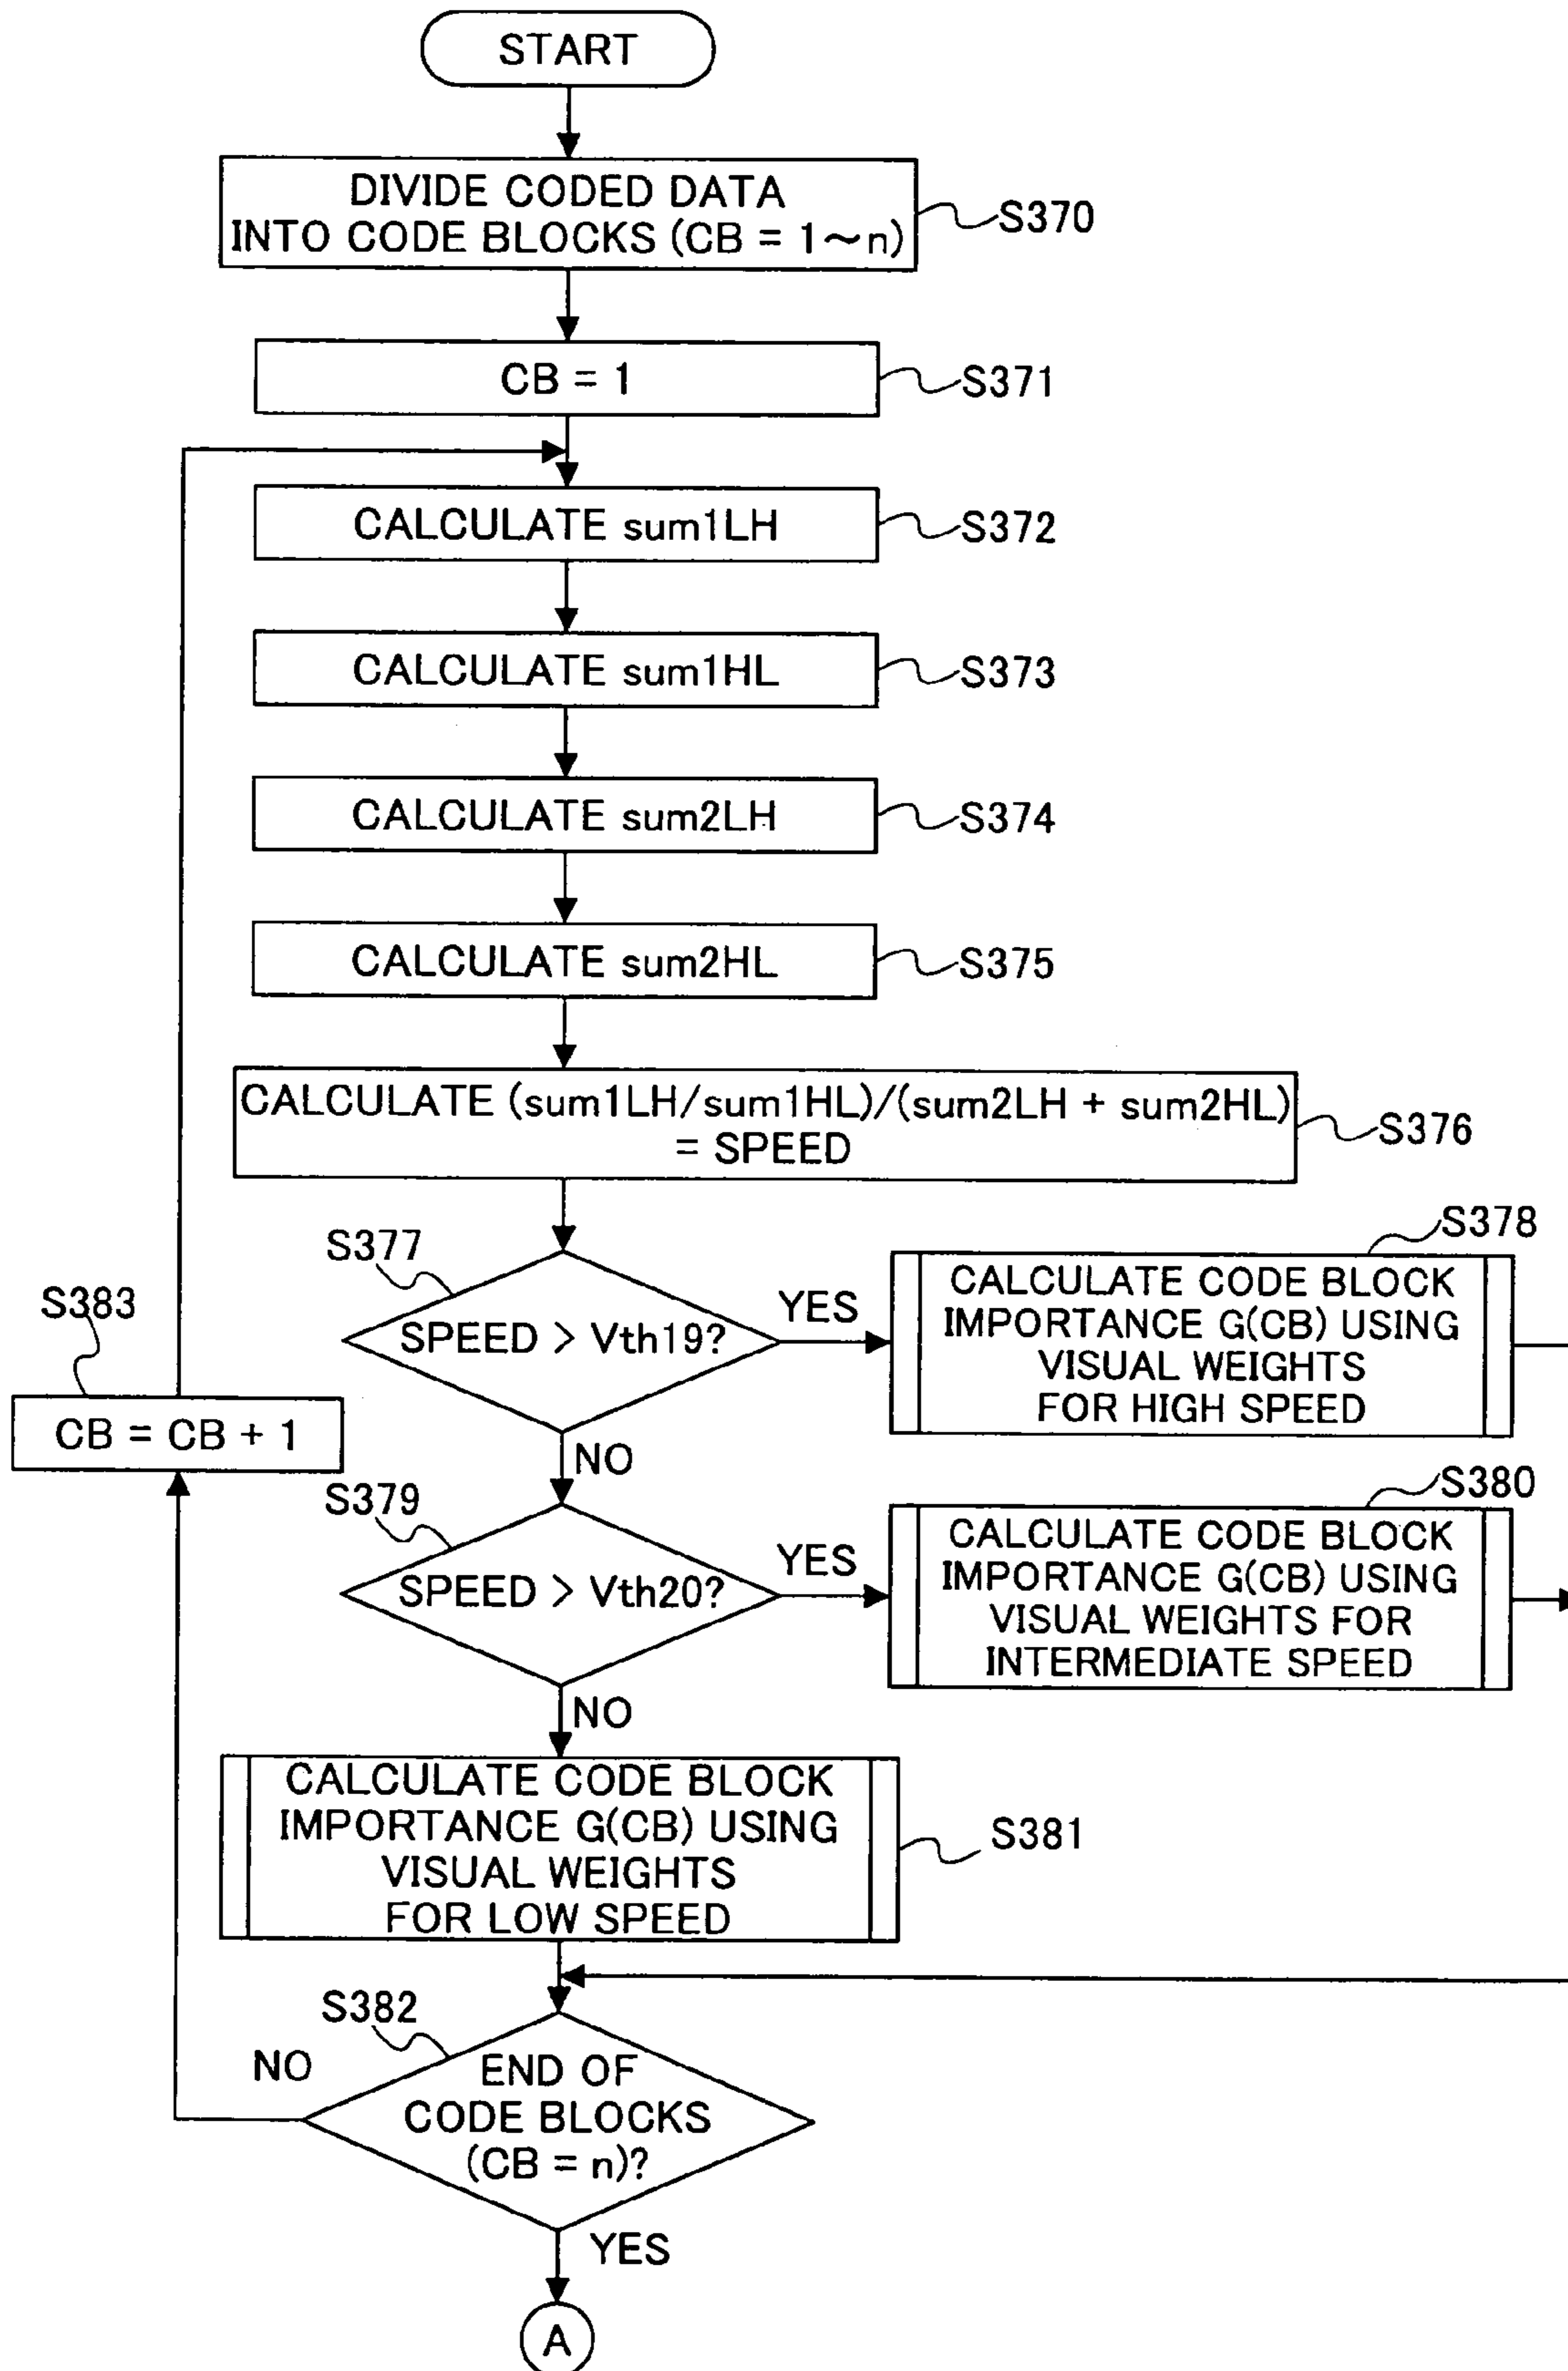 START
DIVIDE CODED DATA
INTO CODE BLOCKS (CB = 1～n)
S370
CB = 1
S371
CALCULATE sum1LH
S372
CALCULATE sum1HL
S373
CALCULATE sum2LH
S374
CALCULATE sum2HL
S375
CALCULATE (sum1LH/sum1HL)/(sum2LH + sum2HL)
= SPEED
S376
S377
SPEED > Vth19?
YES
NO
S378
CALCULATE CODE BLOCK
IMPORTANCE G(CB) USING
VISUAL WEIGHTS
FOR HIGH SPEED
S383
CB = CB + 1
S379
SPEED > Vth20?
YES
NO
S380
CALCULATE CODE BLOCK
IMPORTANCE G(CB) USING
VISUAL WEIGHTS FOR
INTERMEDIATE SPEED
CALCULATE CODE BLOCK
IMPORTANCE G(CB) USING
VISUAL WEIGHTS
FOR LOW SPEED
S381
S382
NO
END OF
CODE BLOCKS
(CB = n)?
YES
A